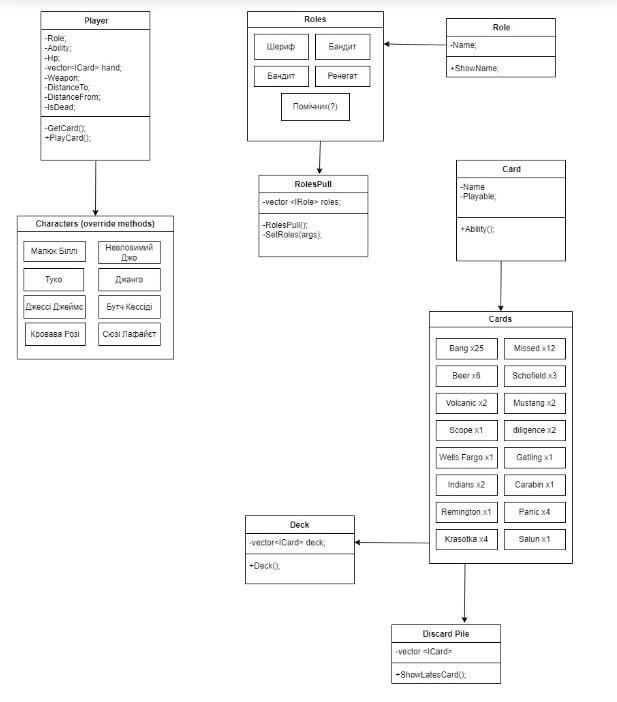 Player
-Role;
-Ability;
-Hp;
-vector<ICard> hand;
-Weapon;
-DistanceTo;
-DistanceFrom;
-IsDead;
-GetCard();
+PlayCard();
Characters (override methods)
Малюк Біллі
Невловимий
Джо
Туко
Джанго
Джессі Джеймс
Бутч Кессіді
Кровава Розі
Сюзі Лафайєт
Roles
Шериф
Бандит
Бандит
Ренегат
Помічник(?)
Role
-Name;
+ShowName;
RolesPull
-vector <IRole> roles;
-RolesPull();
-SetRoles(args);
Card
-Name
-Playable;
+Ability();
Cards
Bang x25
Missed x12
Beer x6
Schofield x3
Volcanic x2
Mustang x2
Scope x1
diligence x2
Wells Fargo x1
Gatling x1
Indians x2
Carabin x1
Remington x1
Panic x4
Krasotka x4
Salun x1
Deck
-vector<ICard> deck;
+Deck();
Discard Pile
-vector <ICard>
+ShowLatesCard();